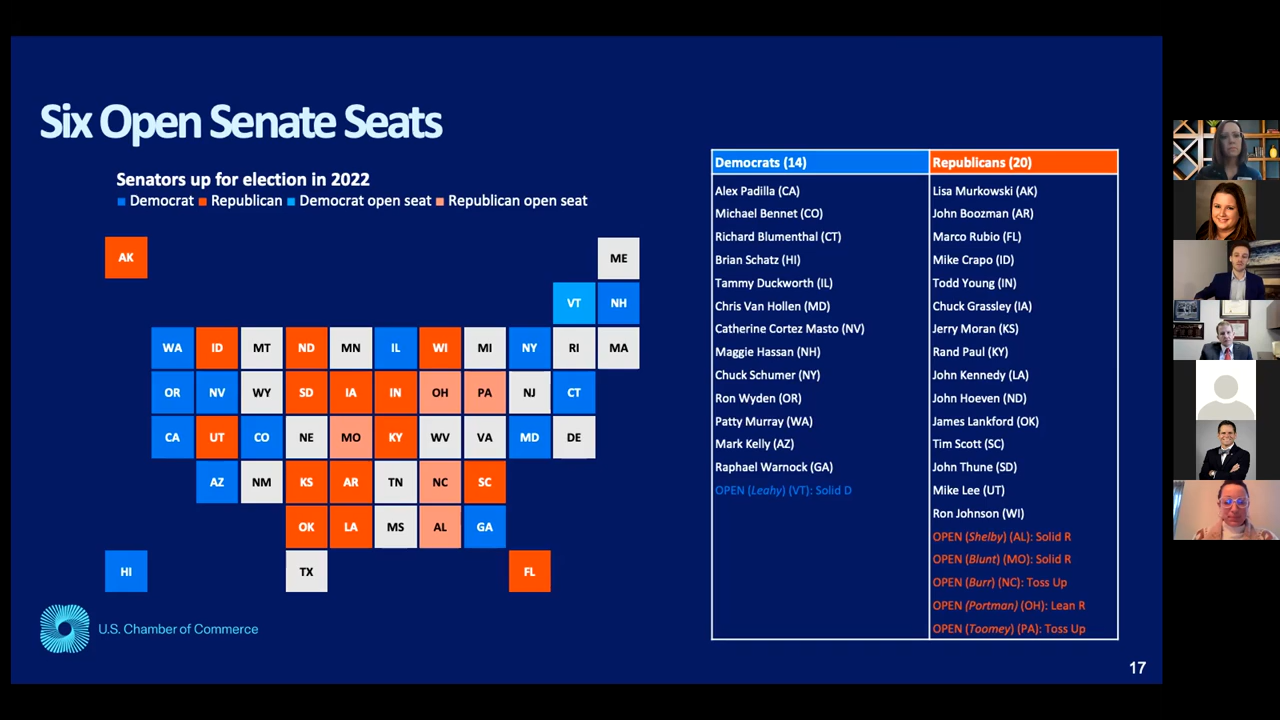 Six Open Senate Seats
Senators up for election in 2022
Democrat Republican Democrat open seat Republican open seat
AK ME
VT NH
WA ID MT ND MN IL WI MI NY RI MA
OR NV WY SD IA IN OH PA NJ CT
CA UT CO NE MO KY WV VA MD DE
AZ NM KS AR TN NC SC
OK LA MS AL GA
HI TX FL
U.S. Chamber of Commerce
Democrats (14)
Alex Padilla (CA)
Michael Bennet (CO)
Richard Blumenthal (CT)
Brian Schatz (HI)
Tammy Duckworth (IL)
Chris Van Hollen (MD)
Catherine Cortez Masto (NV)
Maggie Hassan (NH)
Chuck Schumer (NY)
Ron Wyden (OR)
Patty Murray (WA)
Mark Kelly (AZ)
Raphael Warnock (GA)
OPEN (Leahy) (VT): Solid D
Republicans (20)
Lisa Murkowski (AK)
John Boozman (AR)
Marco Rubio (FL)
Mike Crapo (ID)
Todd Young (IN)
Chuck Grassley (IA)
Jerry Moran (KS)
Rand Paul (KY)
John Kennedy (LA)
John Hoeven (ND)
James Lankford (OK)
Tim Scott (SC)
John Thune (SD)
Mike Lee (UT)
Ron Johnson (WI)
OPEN (Shelby) (AL): Solid R
OPEN (Blunt) (MO): Solid R
OPEN (Burr) (NC): Toss Up
OPEN (Portman) (OH): Lean R
OPEN (Toomey) (PA): Toss Up
17